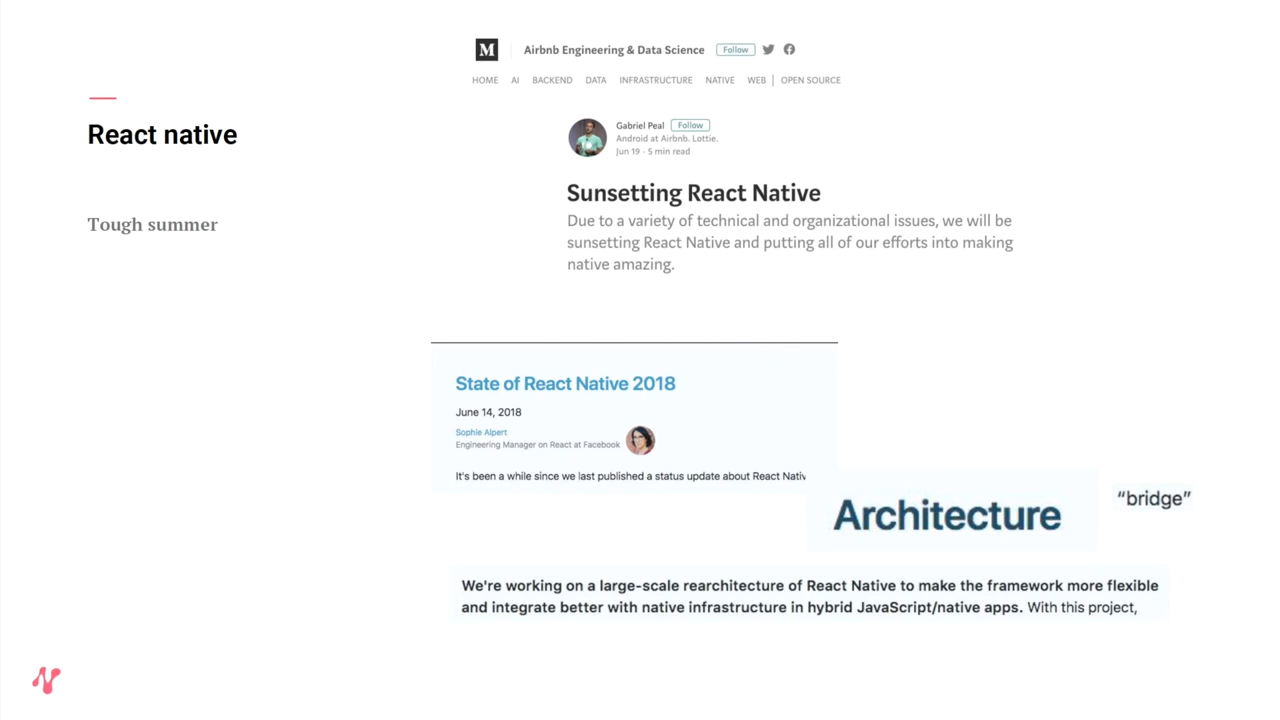 React native
Tough summer
M
Airbnb Engineering & Data Science Follow
HOME AI BACKEND DATA INFRASTRUCTURE NATIVE WEB | OPEN SOURCE
Gabriel Peal Follow
Android at Airbnb. Lottie.
Jun 19 · 5 min read
Sunsetting React Native
Due to a variety of technical and organizational issues, we will be
sunsetting React Native and putting all of our efforts into making
native amazing.
State of React Native 2018
June 14, 2018
Sophie Alpert
Engineering Manager on React at Facebook
It's been a while since we last published a status update about React Nativ
Architecture
“bridge”
We're working on a large-scale rearchitecture of React Native to make the framework more flexible
and integrate better with native infrastructure in hybrid JavaScript/native apps. With this project,